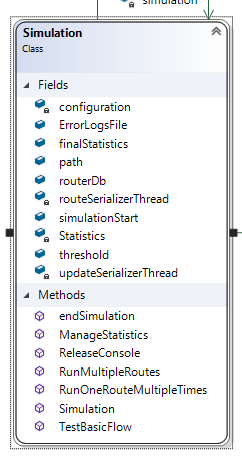 simulation
Simulation
Class
Fields
configuration
ErrorLogsFile
finalStatistics
path
routerDb
routeSerializerThread
simulationStart
Statistics
threshold
updateSerializerThread
Methods
endSimulation
ManageStatistics
ReleaseConsole
RunMultipleRoutes
RunOneRouteMultipleTimes
Simulation
TestBasicFlow